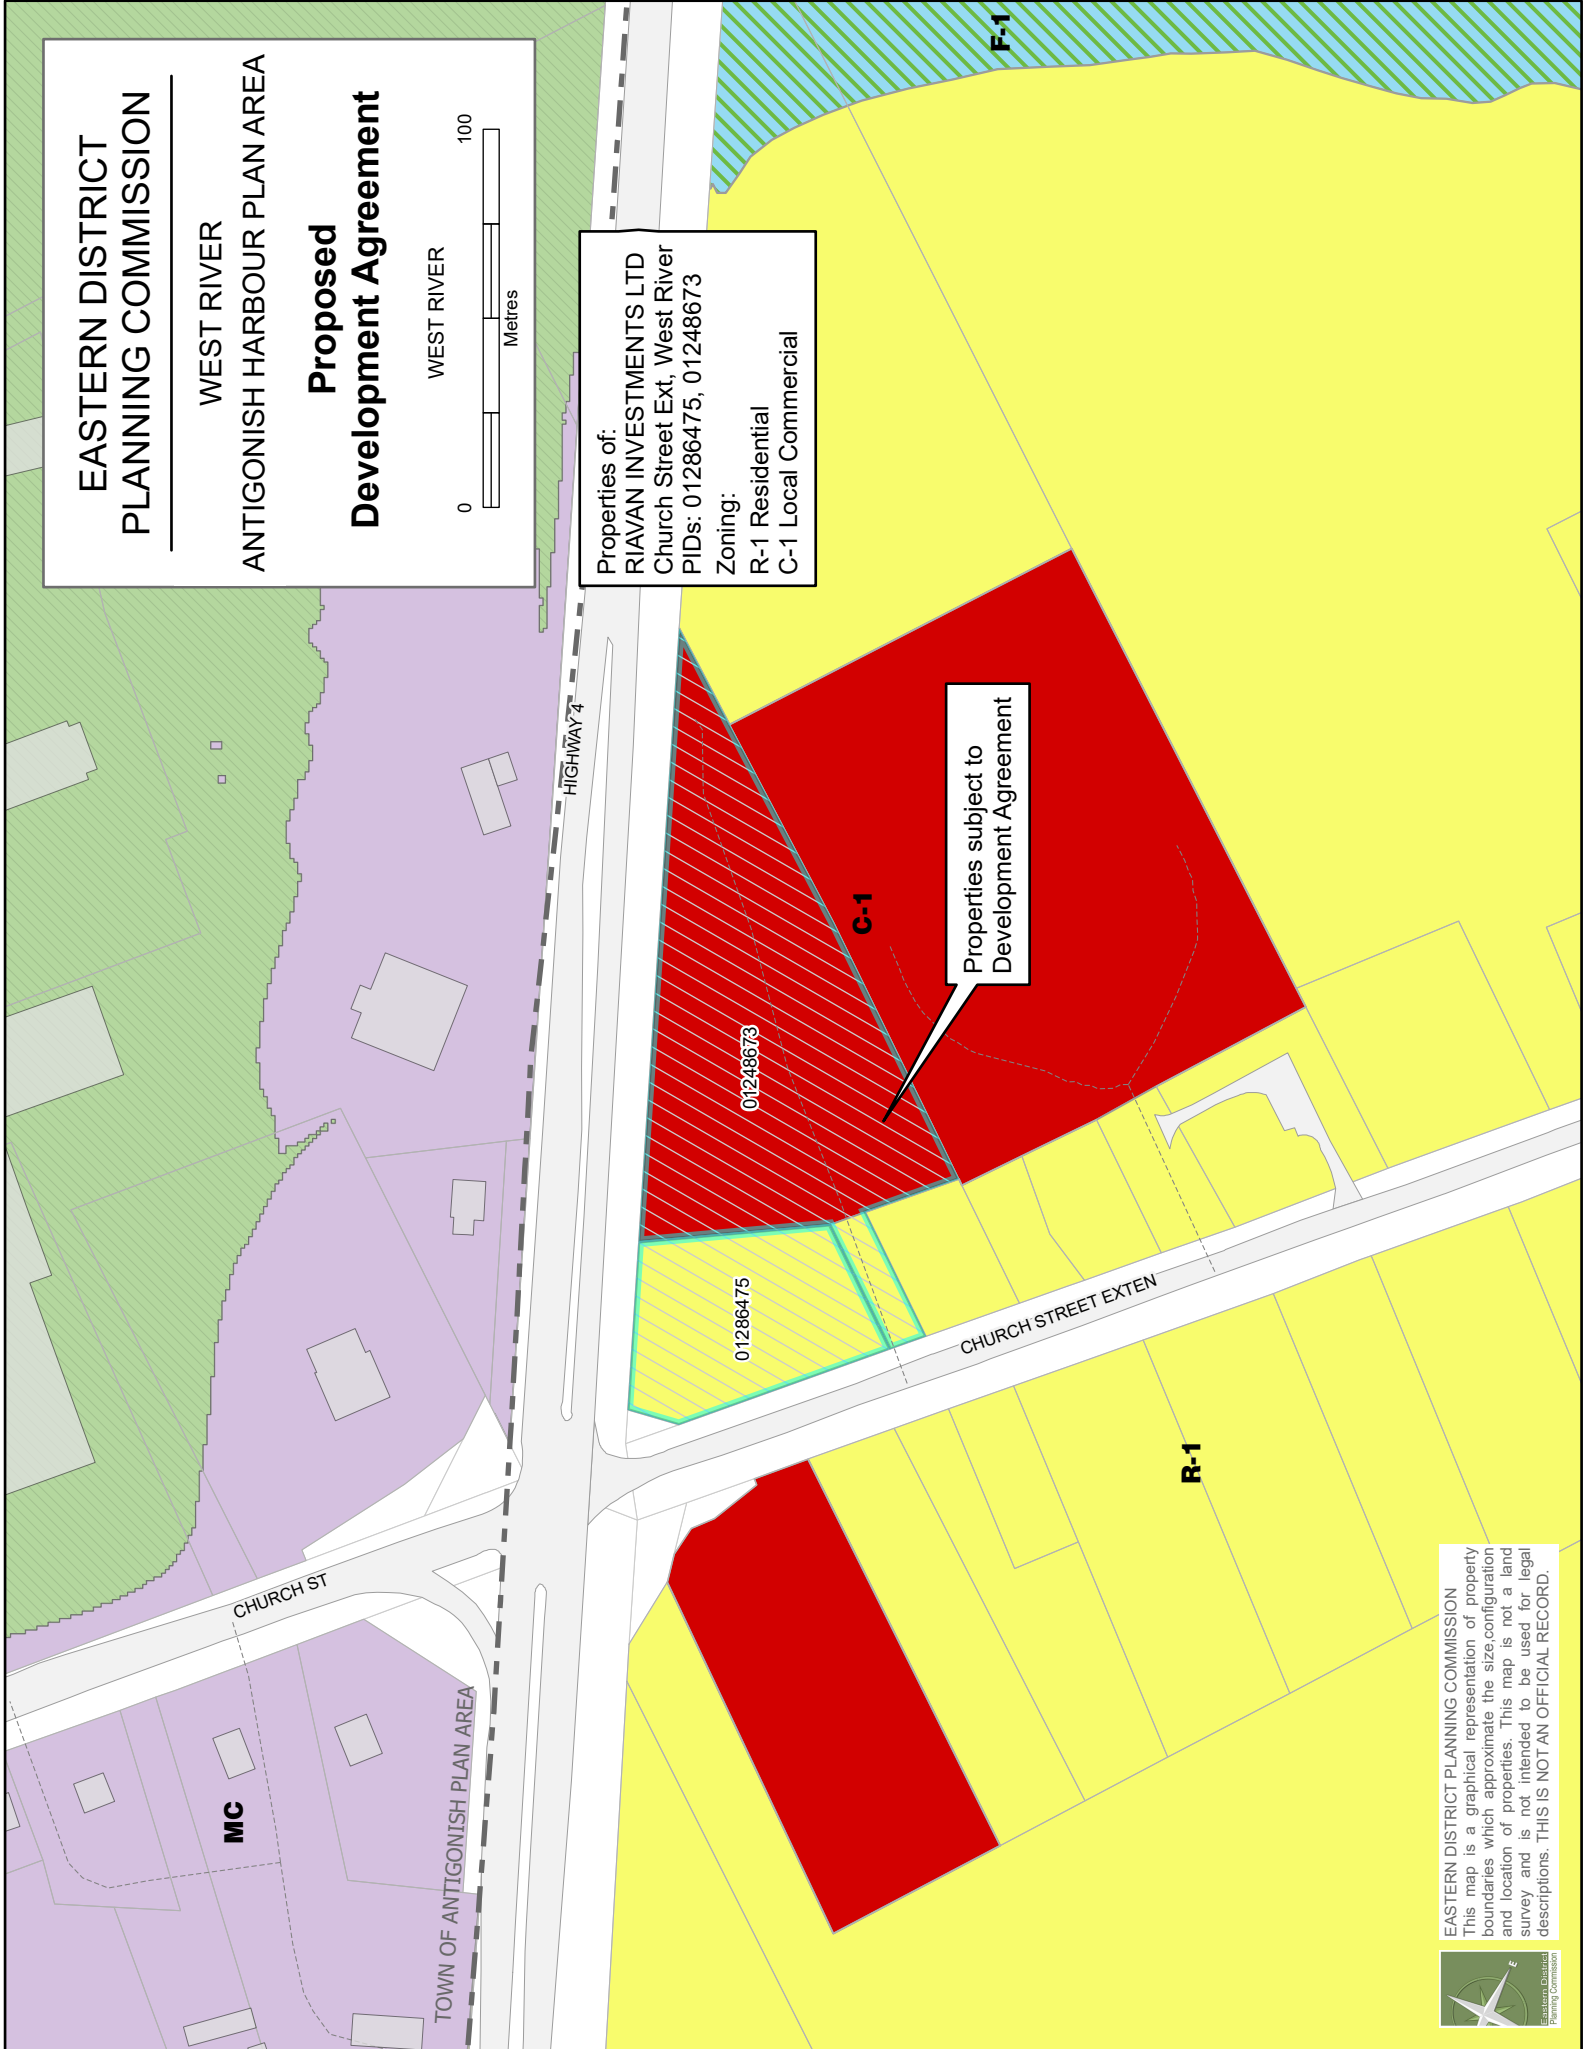 EASTERN DISTRICT
PLANNING COMMISSION
WEST RIVER
ANTIGONISH HARBOUR PLAN AREA
Proposed
Development Agreement
WEST RIVER
0 100
Metres
Properties of:
RIAVAN INVESTMENTS LTD
Church Street Ext, West River
PIDs: 01286475, 01248673
Zoning:
R-1 Residential
C-1 Local Commercial
F-1
HIGHWAY 4
C-1
Properties subject to
Development Agreement
01248673
01286475
CHURCH STREET EXTEN
R-1
CHURCH ST
MC
TOWN OF ANTIGONISH PLAN AREA
EASTERN DISTRICT PLANNING COMMISSION
This map is a graphical representation of property
boundaries which approximate the size,configuration
and location of properties. This map is not a land
survey and is not intended to be used for legal
descriptions. THIS IS NOT AN OFFICIAL RECORD.
E
Eastern District
Planning Commission